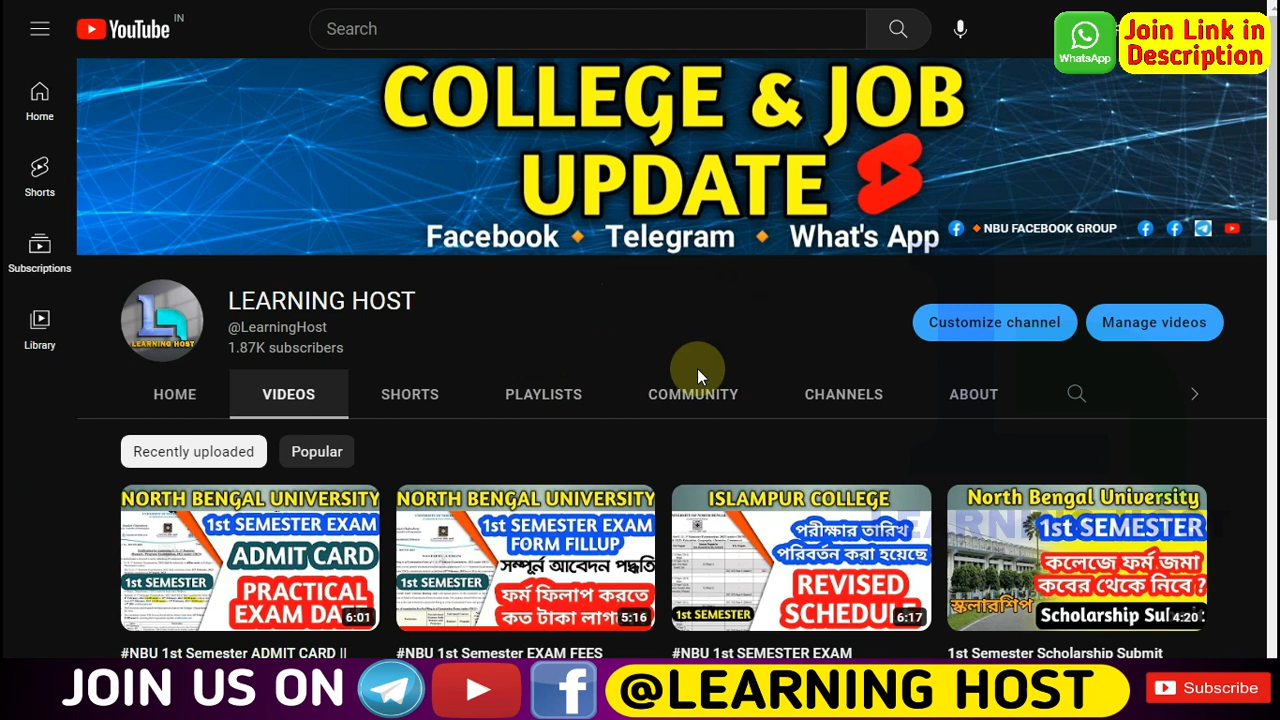 YouTube IN
Search
WhatsApp
Join Link in
Description
Home
Shorts
Subscriptions
Library
COLLEGE & JOB
UPDATE
Facebook 🔸 Telegram 🔸 What's App
🔸NBU FACEBOOK GROUP
LEARNING HOST
LEARNING HOST
@LearningHost
1.87K subscribers
Customize channel
Manage videos
HOME
VIDEOS
SHORTS
PLAYLISTS
COMMUNITY
CHANNELS
ABOUT
Recently uploaded
Popular
NORTH BENGAL UNIVERSITY
1st SEMESTER EXAM
ADMIT CARD
1st SEMESTER
PRACTICAL
6:01
#NBU 1st Semester ADMIT CARD ||
NORTH BENGAL UNIVERSITY
1st SEMESTER EXAM
FORM FILLUP
সম্পূর্ন আবেদন পদ্ধতি
1st SEMESTER
ফর্ম ফিলাপ করতে
কত টাকা
5:16
#NBU 1st Semester EXAM FEES
ISLAMPUR COLLEGE
পরীক্ষার তারিখ
পরিবর্তন করা হয়েছে
REVISED
1st SEMESTER
6:17
#NBU 1st SEMESTER EXAM
North Bengal University
1st SEMESTER
কলেজে ফর্ম জমা
কবের থেকে নিবে ?
স্কলারশিপ
Scholarship
4:20
1st Semester Scholarship Submit
JOIN US ON
@LEARNING HOST
Subscribe